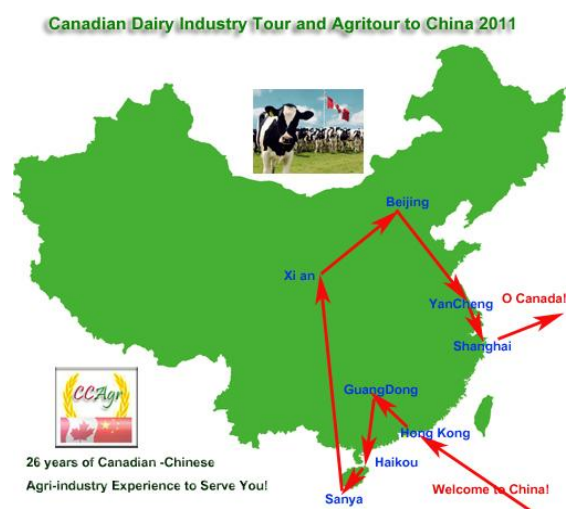 Canadian Dairy Industry Tour and Agritour to China 2011
Beijing
Xi an
YanCheng
O Canada!
Shanghai
GuangDong
Hong Kong
Haikou
Sanya
Welcome to China!
CCAgr
26 years of Canadian -Chinese
Agri-industry Experience to Serve You!